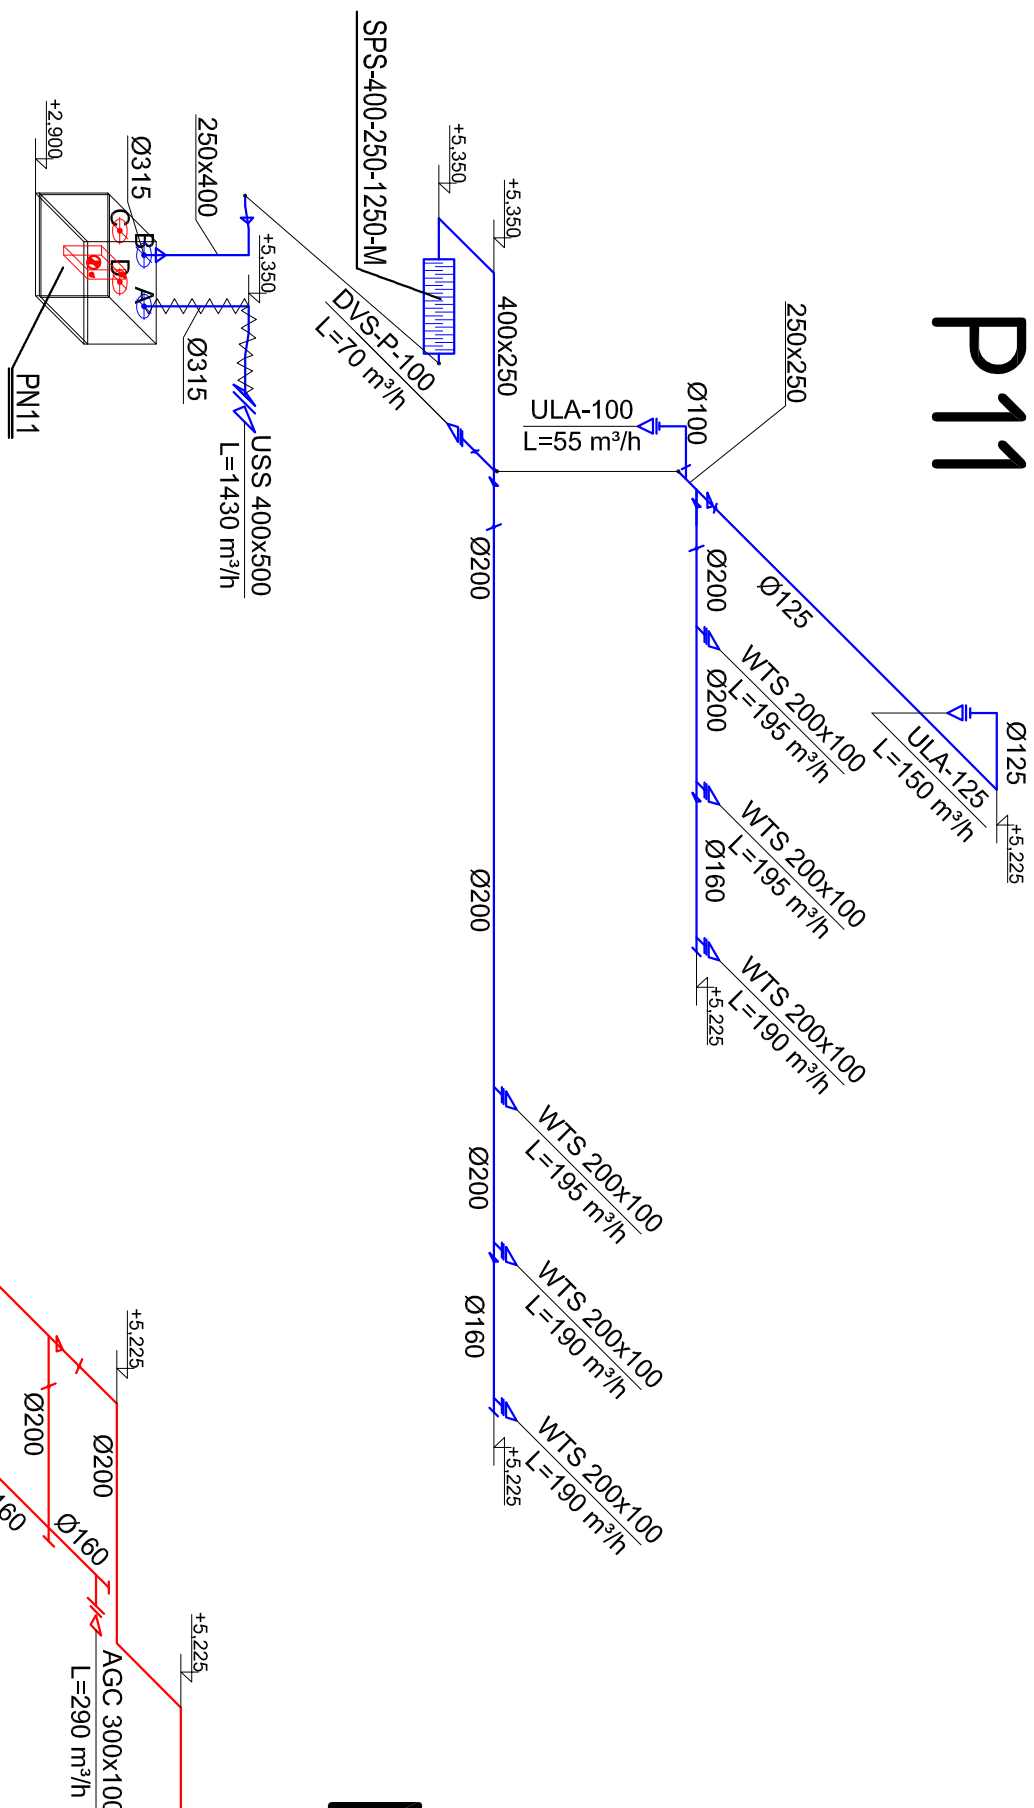 P11
SPS-400-250-1250-M
+2,900
Ø315
250x400
+5,350
Ø315
PN11
USS 400x500
L=1430 m³/h
+5,350
+5,350
400x250
DVS-P-100
L=70 m³/h
ULA-100
L=55 m³/h
Ø100
250x250
Ø125
Ø125
ULA-125
L=150 m³/h
+5,225
Ø200
WTS 200x100
L=195 m³/h
Ø200
WTS 200x100
L=195 m³/h
Ø160
WTS 200x100
L=190 m³/h
+5,225
Ø200
Ø200
WTS 200x100
L=195 m³/h
Ø200
WTS 200x100
L=190 m³/h
Ø160
WTS 200x100
L=190 m³/h
+5,225
C
B
D
A
+5,225
Ø200
Ø200
160
Ø160
+5,225
AGC 300x100
L=290 m³/h